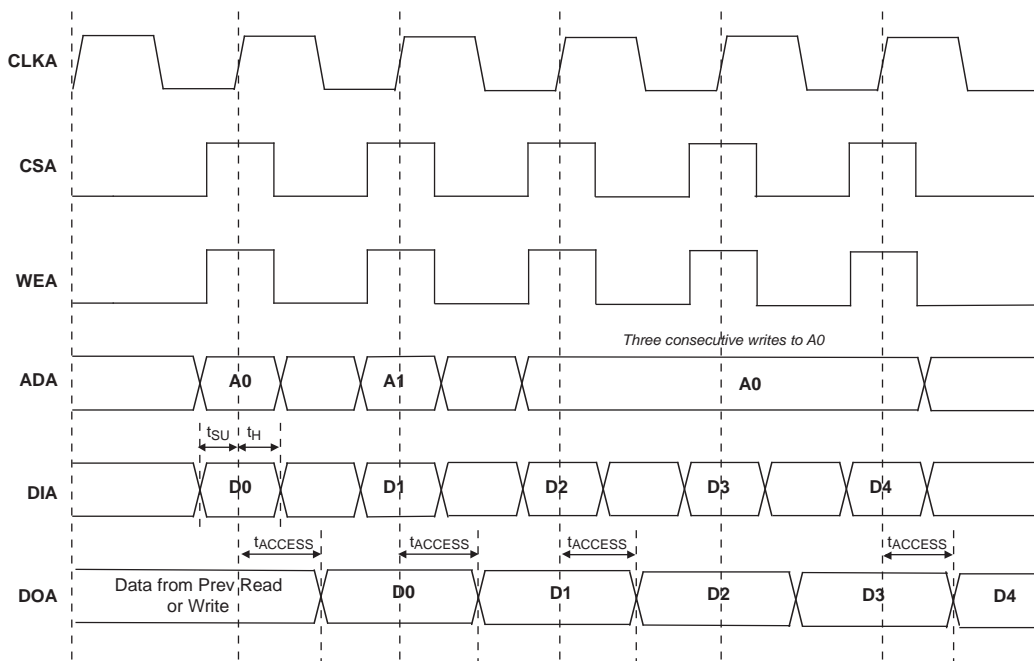 CLKA
CSA
WEA
Three consecutive writes to A0
ADA A0 A1 A0
tSU tH
DIA D0 D1 D2 D3 D4
tACCESS tACCESS tACCESS tACCESS
DOA Data from Prev Read
or Write D0 D1 D2 D3 D4